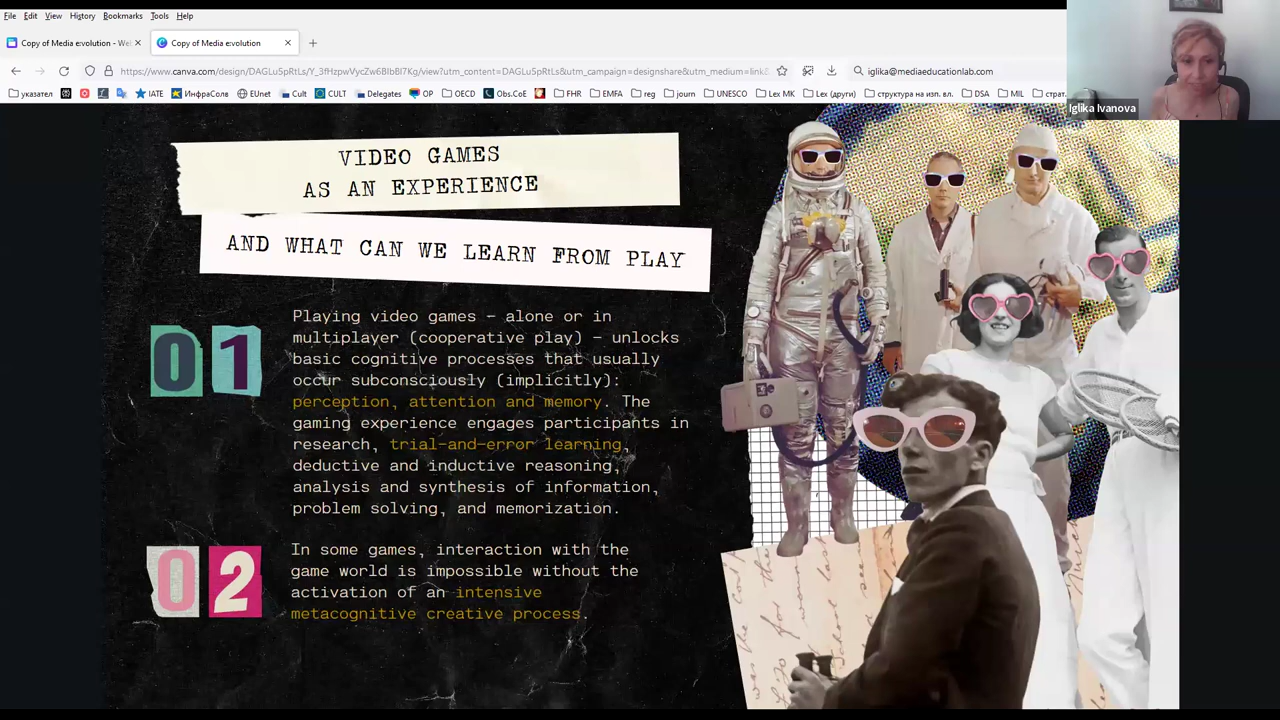 File Edit View History Bookmarks Tools Help
Copy of Media e:volution - We
Copy of Media e:volution
iglika@mediaeducationlab.com
указател IATE ИнфраСолв EUnet Cult CULT Delegates OP OECD Obs.CoE FHR EMFA reg journ UNESCO Lex MK Lex (други) структура на изп. вл. DSA MIL страт.
Iglika Ivanova
VIDEO GAMES
AS AN EXPERIENCE
AND WHAT CAN WE LEARN FROM PLAY
01
Playing video games – alone or in
multiplayer (cooperative play) – unlocks
basic cognitive processes that usually
occur subconsciously (implicitly):
perception, attention and memory. The
gaming experience engages participants in
research, trial-and-error learning,
deductive and inductive reasoning,
analysis and synthesis of information,
problem solving, and memorization.
02
In some games, interaction with the
game world is impossible without the
activation of an intensive
metacognitive creative process.